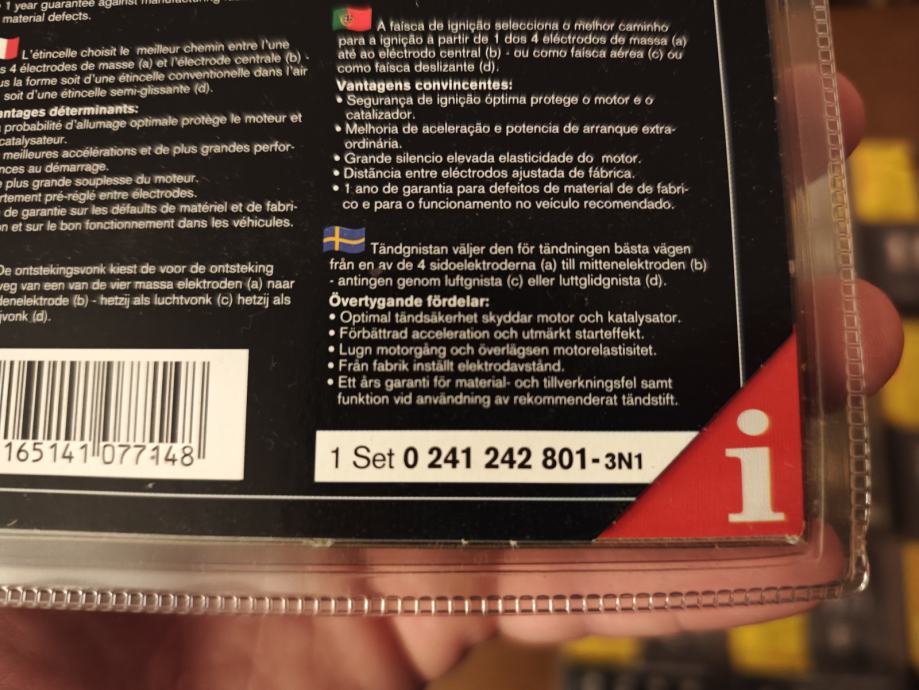 1 year guarantee against manufacturing
material defects.
L'étincelle choisit le meilleur chemin entre l'une
s 4 électrodes de masse (a) et l'électrode centrale (b) -
us la forme soit d'une étincelle conventionelle dans l'air
soit d'une étincelle semi-glissante (d).
antages déterminants:
probabilité d'allumage optimale protège le moteur et
catalysateur.
meilleures accélérations et de plus grandes perfor-
nces au démarrage.
plus grande souplesse du moteur.
rtement pré-réglé entre électrodes.
de garantie sur les défauts de matériel et de fabri-
n et sur le bon fonctionnement dans les véhicules.
De ontstekingsvonk kiest de voor de ontsteking
veg van een van de vier massa elektroden (a) naar
denelektrode (b) - hetzij als luchtvonk (c) hetzij als
jvonk (d).
165141 077148
A faísca de ignição selecciona o melhor caminho
para a ignição a partir de 1 dos 4 eléctrodos de massa (a)
até ao eléctrodo central (b) - ou como faísca aérea (c) ou
como faísca deslizante (d).
Vantagens convincentes:
• Segurança de ignição óptima protege o motor e o
catalizador.
• Melhoria de aceleração e potencia de arranque extra-
ordinária.
• Grande silencio elevada elasticidade do motor.
• Distância entre eléctrodos ajustada de fábrica.
• 1 ano de garantia para defeitos de material de de fabri-
co e para o funcionamento no veículo recomendado.
Tändgnistan väljer den för tändningen bästa vägen
från en av de 4 sidoelektroderna (a) till mittenelektroden (b)
- antingen genom luftgnista (c) eller luftglidgnista (d).
Övertygande fördelar:
• Optimal tändsäkerhet skyddar motor och katalysator.
• Förbättrad acceleration och utmärkt starteffekt.
• Lugn motorgång och överlägsen motorelastisitet.
• Från fabrik inställt elektrodavstånd.
• Ett års garanti för material- och tillverkningsfel samt
funktion vid användning av rekommenderat tändstift.
1 Set 0 241 242 801-3N1
i